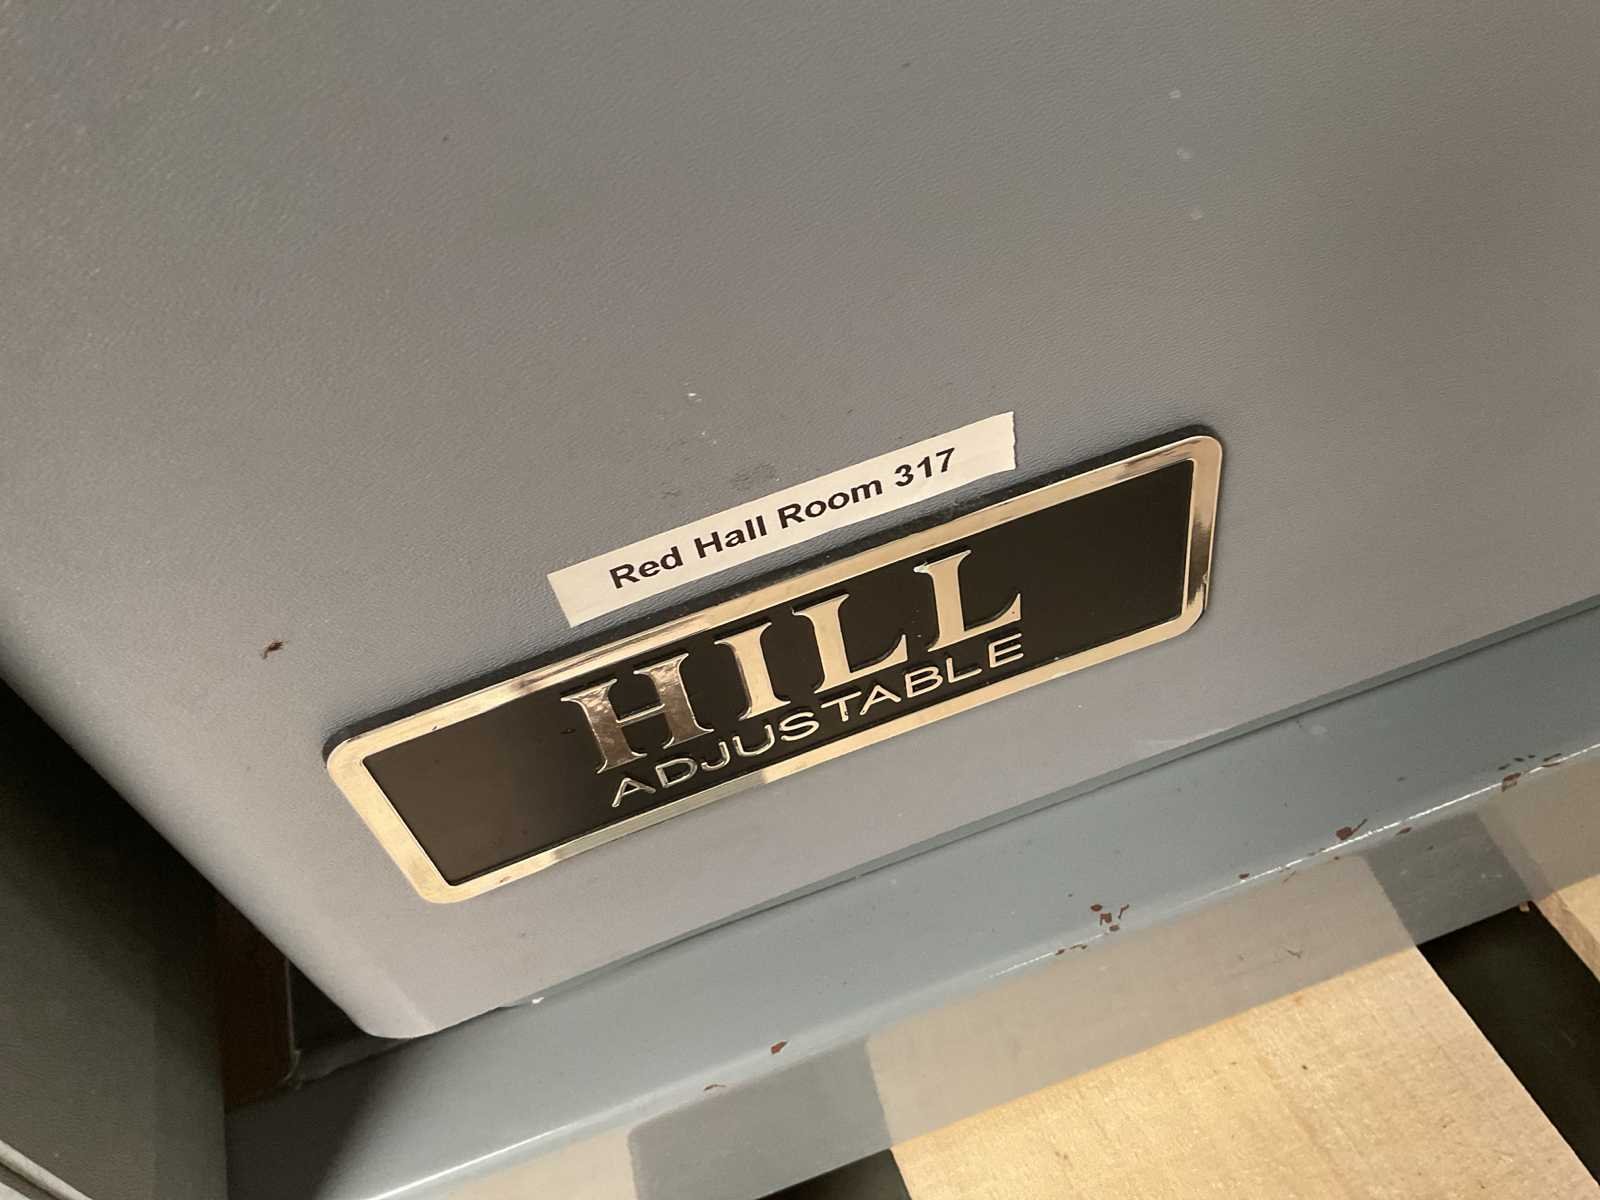 Red Hall Room 317
HILL
ADJUSTABLE